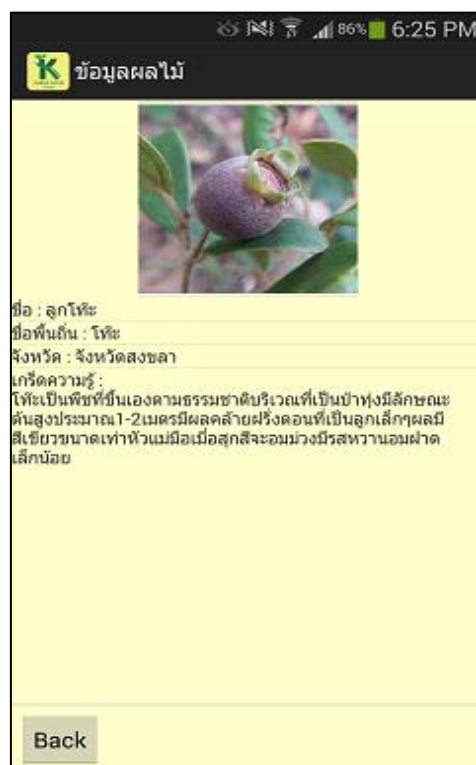 86% 6:25 PM
K ข้อมูลผลไม้
ชื่อ : ลูกโท๊ะ
ชื่อพื้นถิ่น : โท๊ะ
จังหวัด : จังหวัดสงขลา
เกร็ดความรู้ :
โท๊ะเป็นพืชที่ขึ้นเองตามธรรมชาติบริเวณที่เป็นป่าทุ่งมีลักษณะ
ต้นสูงประมาณ1-2เมตรมีผลคล้ายฝรั่งตอนที่เป็นลูกเล็กๆผลมี
สีเขียวขนาดเท่าหัวแม่มือเมื่อสุกสีจะอมม่วงมีรสหวานอมฝาด
เล็กน้อย
Back